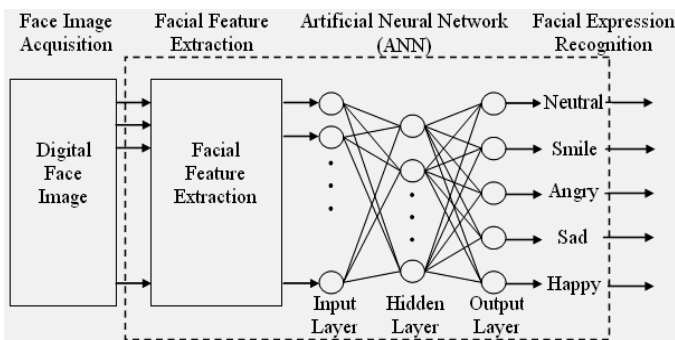 Face Image
Acquisition
Facial Feature
Extraction
Artificial Neural Network
(ANN)
Facial Expression
Recognition
Digital
Face
Image
Facial
Feature
Extraction
Neutral
Smile
Angry
Sad
Happy
Input
Layer
Hidden
Layer
Output
Layer